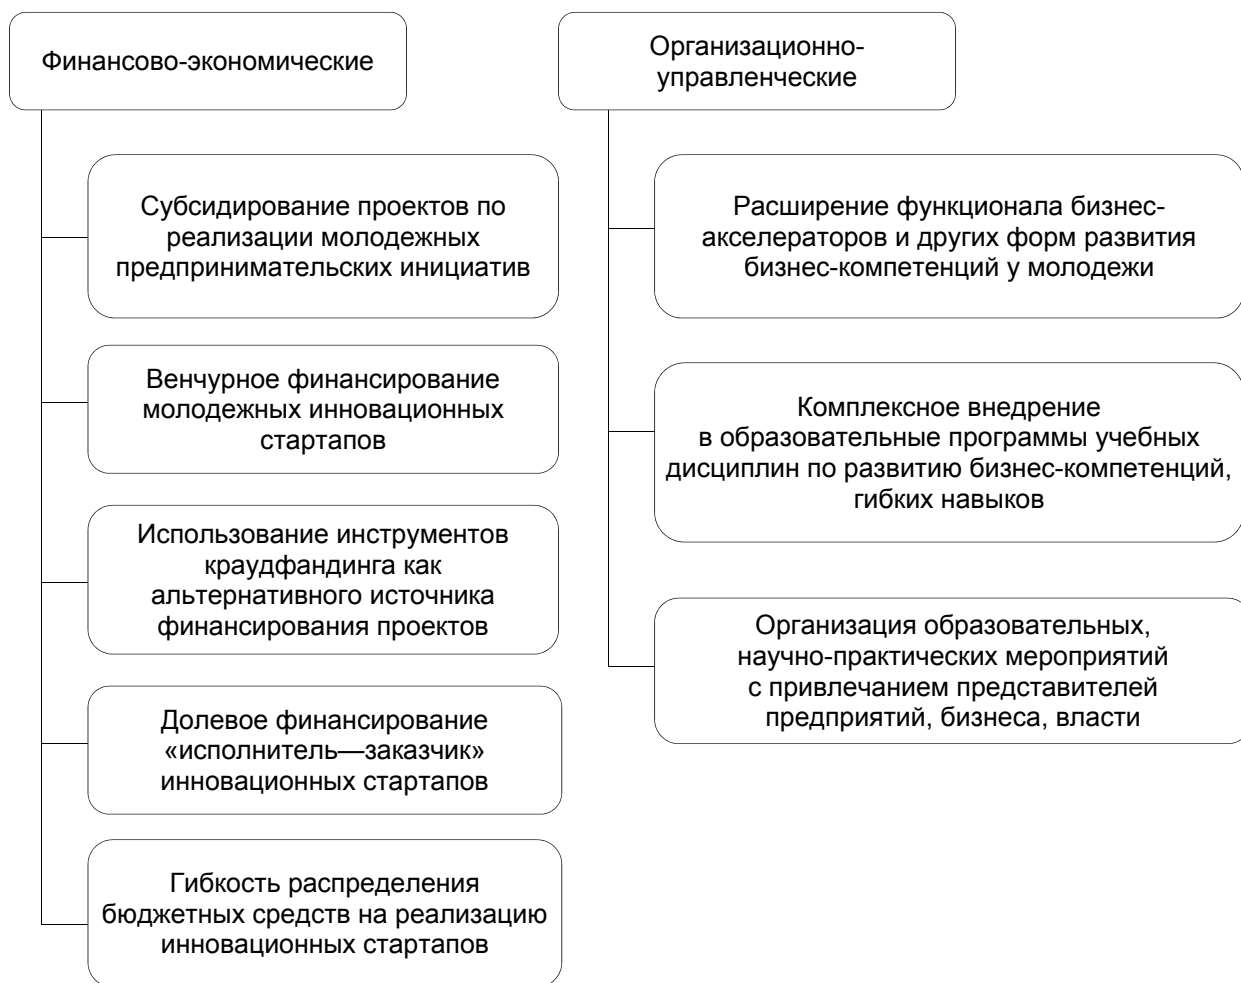 Финансово-экономические
Субсидирование проектов по
реализации молодежных
предпринимательских инициатив
Венчурное финансирование
молодежных инновационных
стартапов
Использование инструментов
краудфандинга как
альтернативного источника
финансирования проектов
Долевое финансирование
«исполнитель—заказчик»
инновационных стартапов
Гибкость распределения
бюджетных средств на реализацию
инновационных стартапов
Организационно-
управленческие
Расширение функционала бизнес-
акселераторов и других форм развития
бизнес-компетенций у молодежи
Комплексное внедрение
в образовательные программы учебных
дисциплин по развитию бизнес-компетенций,
гибких навыков
Организация образовательных,
научно-практических мероприятий
с привлечанием представителей
предприятий, бизнеса, власти